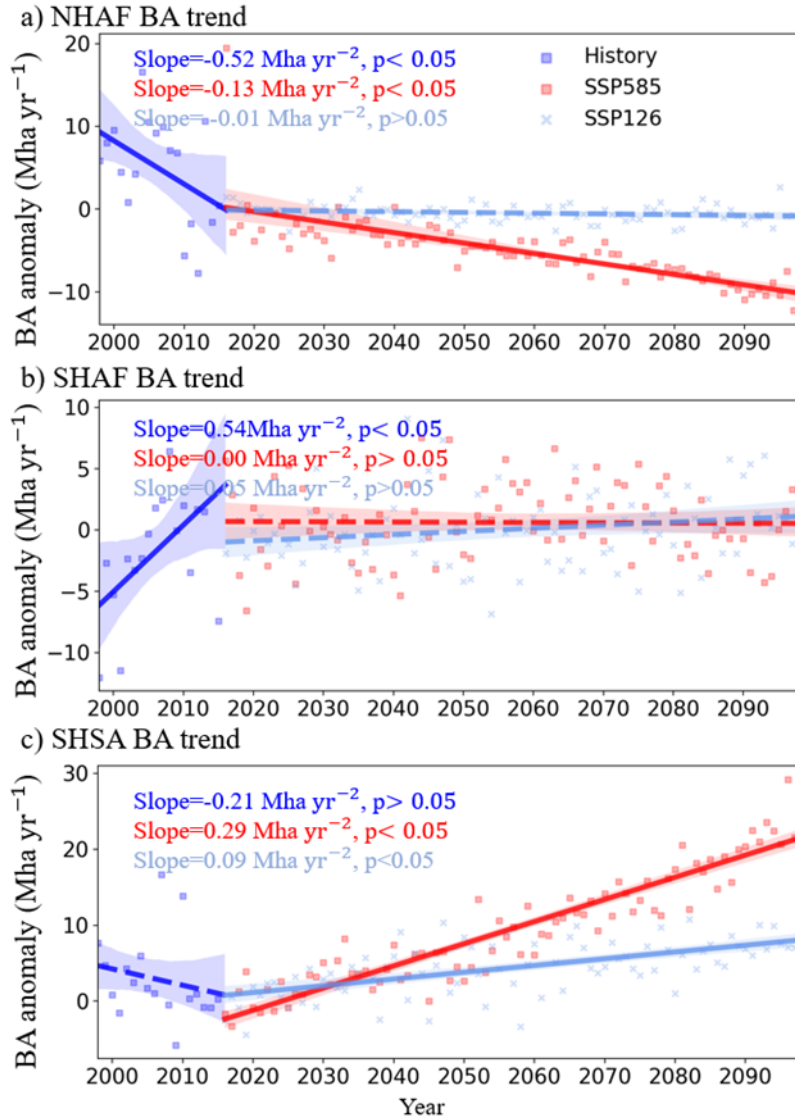 a) NHAF BA trend
Slope=-0.52 Mha yr⁻², p< 0.05
Slope=-0.13 Mha yr⁻², p< 0.05
Slope= -0.01 Mha yr⁻², p>0.05
History
SSP585
SSP126
BA anomaly (Mha yr⁻¹)
20
10
0
−10
2000 2010 2020 2030 2040 2050 2060 2070 2080 2090
b) SHAF BA trend
Slope=0.54Mha yr⁻², p< 0.05
Slope=0.00 Mha yr⁻², p> 0.05
Slope=0.05 Mha yr⁻², p>0.05
BA anomaly (Mha yr⁻¹)
10
5
0
−5
−10
2000 2010 2020 2030 2040 2050 2060 2070 2080 2090
c) SHSA BA trend
Slope=-0.21 Mha yr⁻², p> 0.05
Slope=0.29 Mha yr⁻², p< 0.05
Slope=0.09 Mha yr⁻², p<0.05
BA anomaly (Mha yr⁻¹)
30
20
10
0
2000 2010 2020 2030 2040 2050 2060 2070 2080 2090
Year